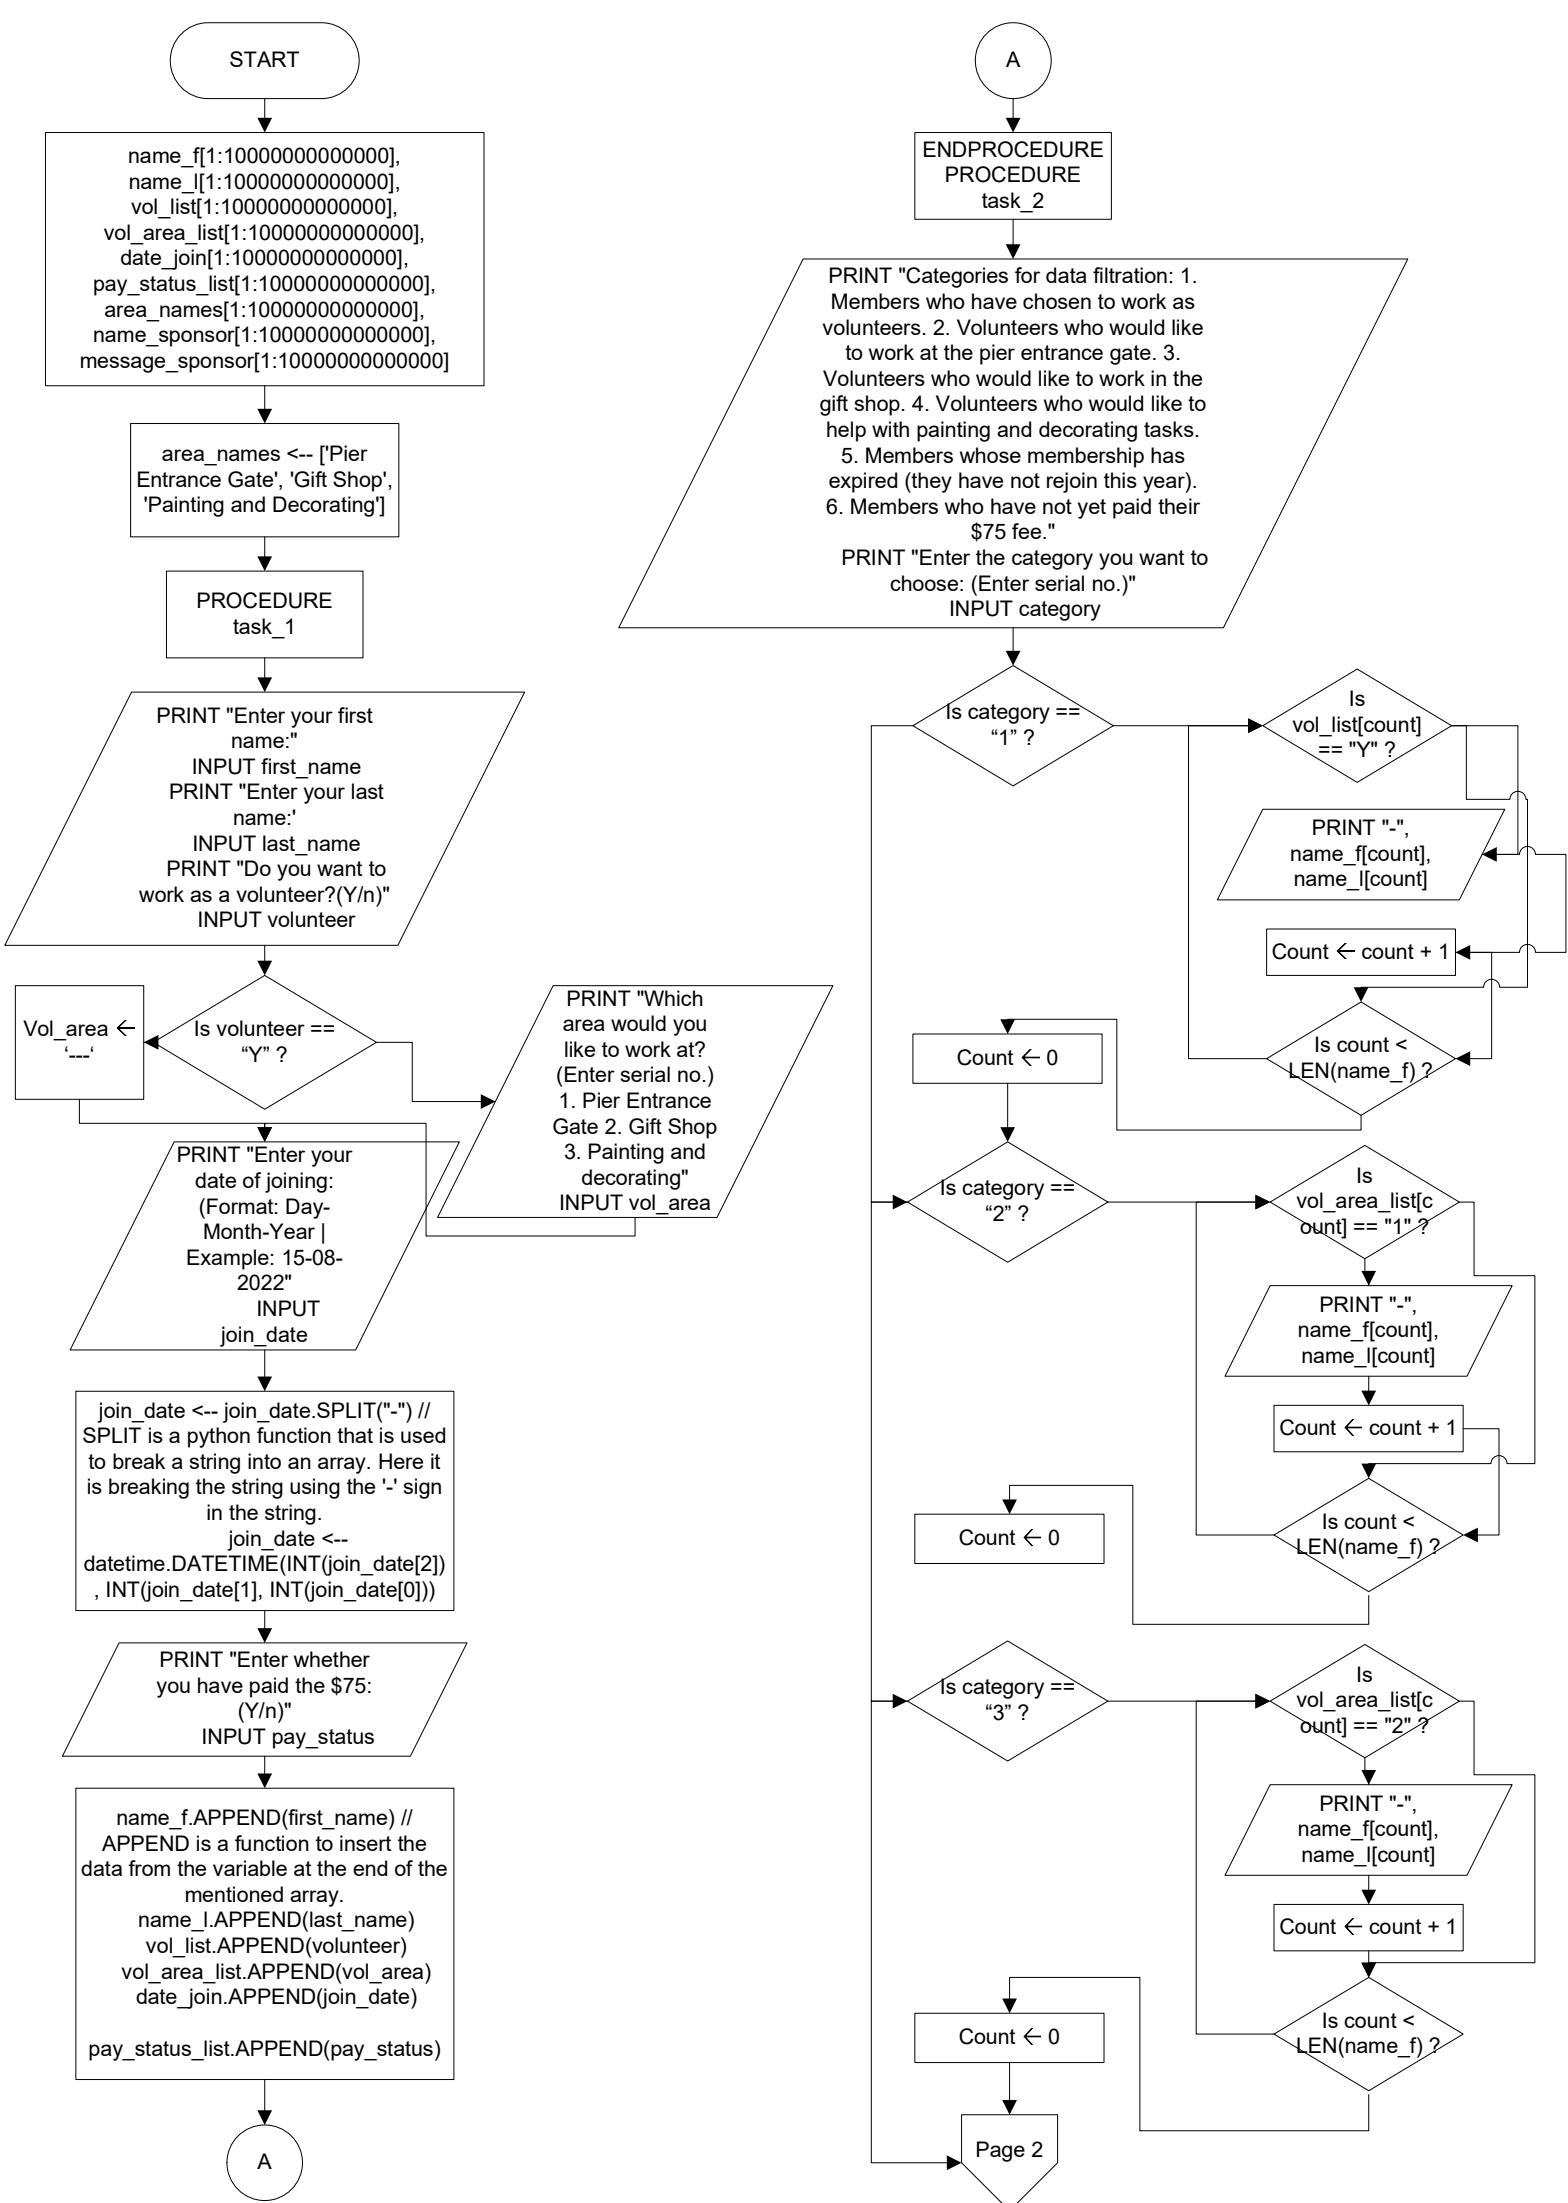 START
name_f[1:10000000000000],
name_l[1:10000000000000],
vol_list[1:10000000000000],
vol_area_list[1:10000000000000],
date_join[1:10000000000000],
pay_status_list[1:10000000000000],
area_names[1:10000000000000],
name_sponsor[1:10000000000000],
message_sponsor[1:10000000000000]
area_names <-- ['Pier
Entrance Gate', 'Gift Shop',
'Painting and Decorating']
PROCEDURE
task_1
PRINT "Enter your first
name:"
INPUT first_name
PRINT "Enter your last
name:'
INPUT last_name
PRINT "Do you want to
work as a volunteer?(Y/n)"
INPUT volunteer
Is volunteer ==
“Y” ?
Vol_area ←
‘---‘
PRINT "Which
area would you
like to work at?
(Enter serial no.)
1. Pier Entrance
Gate 2. Gift Shop
3. Painting and
decorating"
INPUT vol_area
PRINT "Enter your
date of joining:
(Format: Day-
Month-Year |
Example: 15-08-
2022"
INPUT
join_date
join_date <-- join_date.SPLIT("-") //
SPLIT is a python function that is used
to break a string into an array. Here it
is breaking the string using the '-' sign
in the string.
join_date <--
datetime.DATETIME(INT(join_date[2])
, INT(join_date[1], INT(join_date[0]))
PRINT "Enter whether
you have paid the $75:
(Y/n)"
INPUT pay_status
name_f.APPEND(first_name) //
APPEND is a function to insert the
data from the variable at the end of the
mentioned array.
name_l.APPEND(last_name)
vol_list.APPEND(volunteer)
vol_area_list.APPEND(vol_area)
date_join.APPEND(join_date)
pay_status_list.APPEND(pay_status)
A
A
ENDPROCEDURE
PROCEDURE
task_2
PRINT "Categories for data filtration: 1.
Members who have chosen to work as
volunteers. 2. Volunteers who would like
to work at the pier entrance gate. 3.
Volunteers who would like to work in the
gift shop. 4. Volunteers who would like to
help with painting and decorating tasks.
5. Members whose membership has
expired (they have not rejoin this year).
6. Members who have not yet paid their
$75 fee."
PRINT "Enter the category you want to
choose: (Enter serial no.)"
INPUT category
Is category ==
“1” ?
Is
vol_list[count]
== "Y" ?
PRINT "-",
name_f[count],
name_l[count]
Count ← count + 1
Is count <
LEN(name_f) ?
Count ← 0
Is category ==
“2” ?
Is
vol_area_list[c
ount] == "1" ?
PRINT "-",
name_f[count],
name_l[count]
Count ← count + 1
Is count <
LEN(name_f) ?
Count ← 0
Is category ==
“3” ?
Is
vol_area_list[c
ount] == "2" ?
PRINT "-",
name_f[count],
name_l[count]
Count ← count + 1
Is count <
LEN(name_f) ?
Count ← 0
Page 2